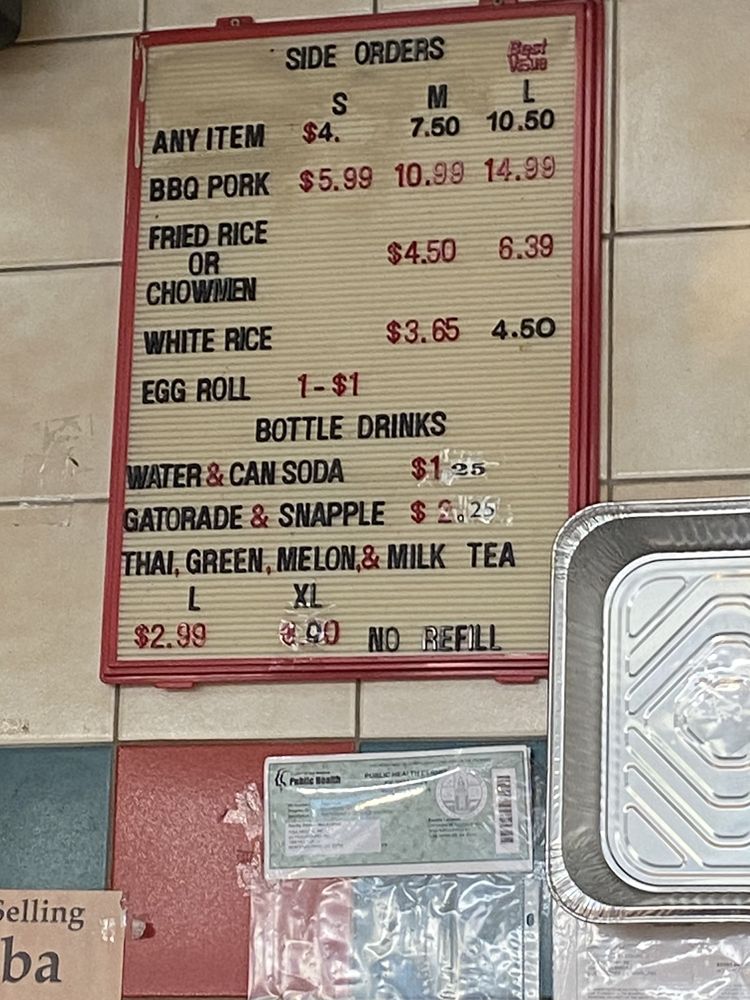 SIDE ORDERS
Best
Value
S M L
ANY ITEM $4. 7.50 10.50
BBQ PORK $5.99 10.99 14.99
FRIED RICE
OR $4.50 6.39
CHOWMEN
WHITE RICE $3.65 4.50
EGG ROLL 1-$1
BOTTLE DRINKS
WATER & CAN SODA $1 25
GATORADE & SNAPPLE $ 2.25
THAI, GREEN, MELON,& MILK TEA
L XL
$2.99 NO REFILL
Public Health PUBLIC HEALTH
Selling
ba